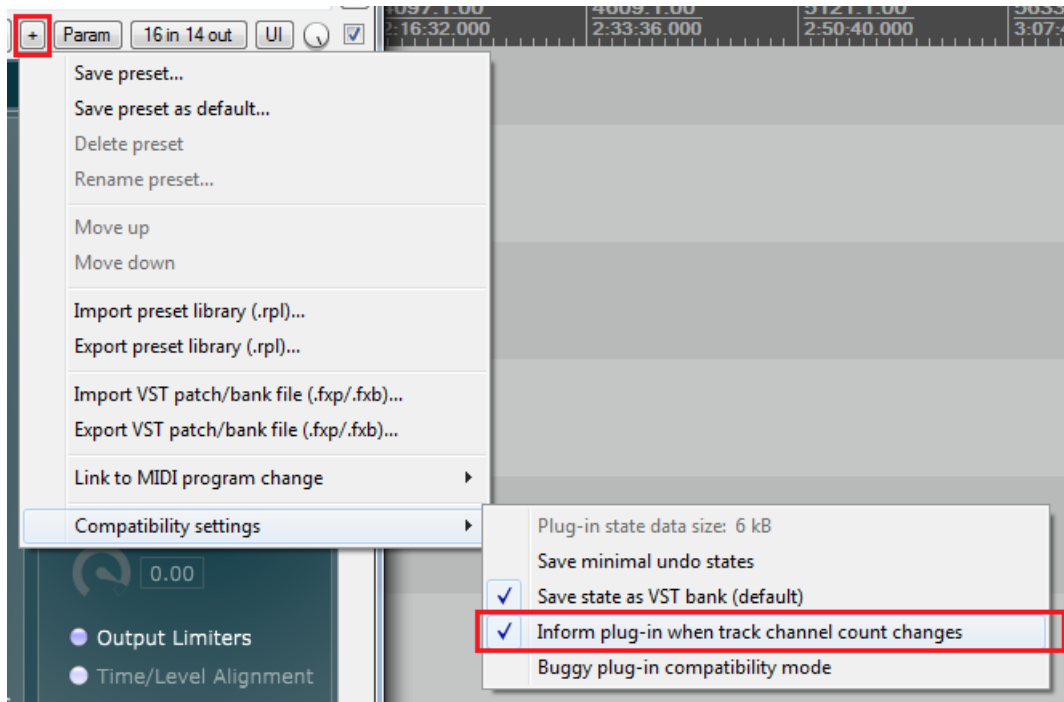 4097.1.00 4609.1.00 5121.1.00 5633
2:16:32.000 2:33:36.000 2:50:40.000 3:07:
+ Param 16 in 14 out UI
Save preset...
Save preset as default...
Delete preset
Rename preset...
Move up
Move down
Import preset library (.rpl)...
Export preset library (.rpl)...
Import VST patch/bank file (.fxp/.fxb)...
Export VST patch/bank file (.fxp/.fxb)...
Link to MIDI program change
Compatibility settings
Plug-in state data size: 6 kB
Save minimal undo states
Save state as VST bank (default)
Inform plug-in when track channel count changes
Buggy plug-in compatibility mode
0.00
Output Limiters
Time/Level Alignment